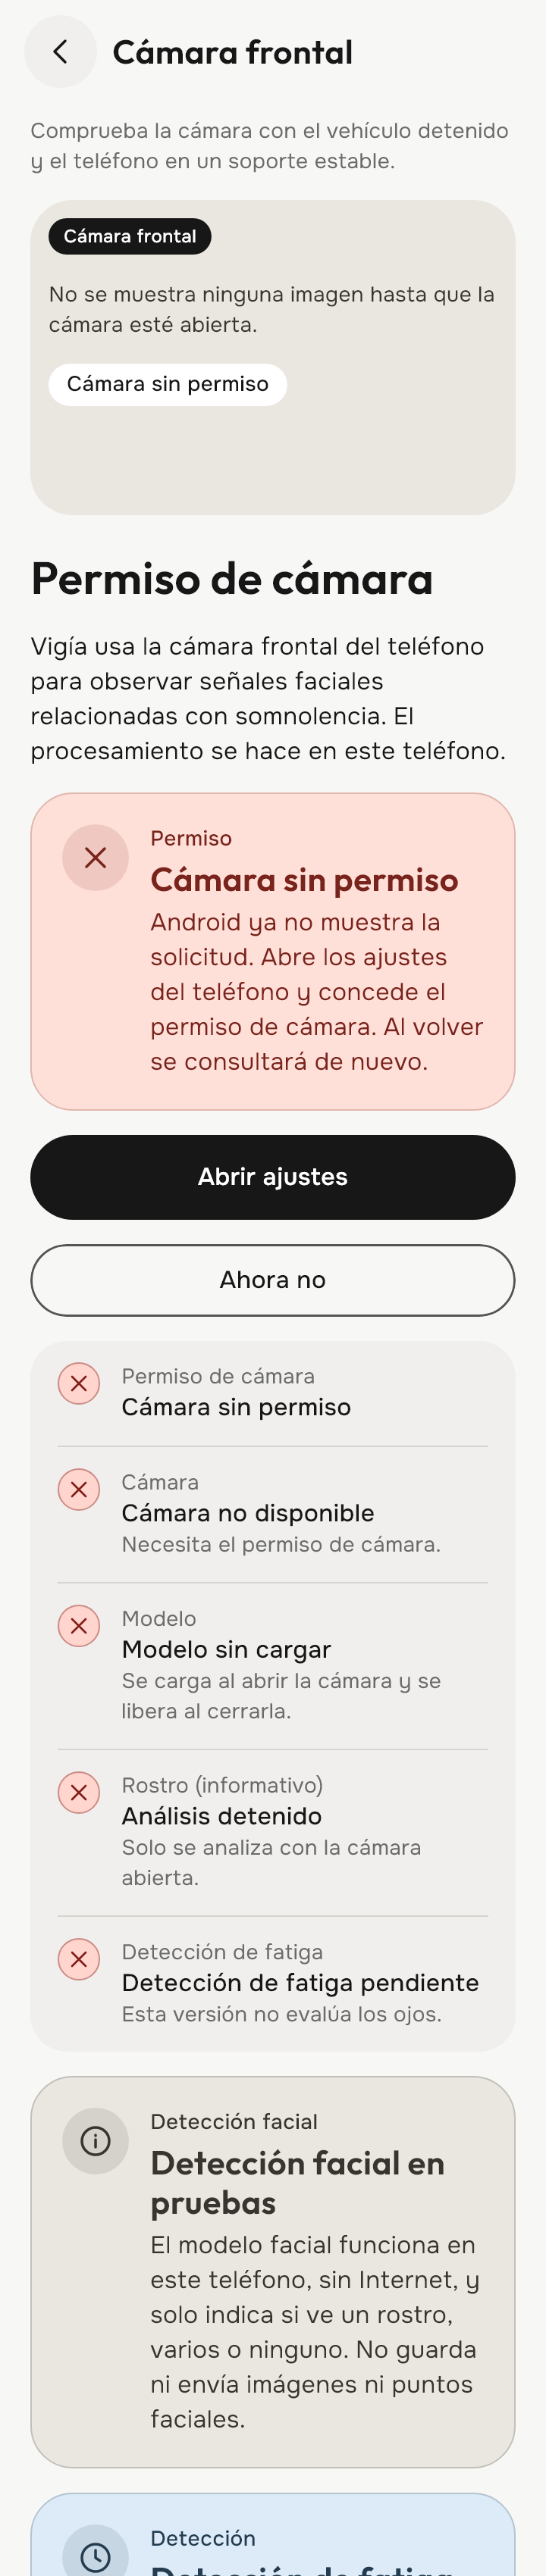 Cámara frontal
Comprueba la cámara con el vehículo detenido
y el teléfono en un soporte estable.
Cámara frontal
No se muestra ninguna imagen hasta que la
cámara esté abierta.
Cámara sin permiso
Permiso de cámara
Vigía usa la cámara frontal del teléfono
para observar señales faciales
relacionadas con somnolencia. El
procesamiento se hace en este teléfono.
Permiso
Cámara sin permiso
Android ya no muestra la
solicitud. Abre los ajustes
del teléfono y concede el
permiso de cámara. Al volver
se consultará de nuevo.
Abrir ajustes
Ahora no
Permiso de cámara
Cámara sin permiso
Cámara
Cámara no disponible
Necesita el permiso de cámara.
Modelo
Modelo sin cargar
Se carga al abrir la cámara y se
libera al cerrarla.
Rostro (informativo)
Análisis detenido
Solo se analiza con la cámara
abierta.
Detección de fatiga
Detección de fatiga pendiente
Esta versión no evalúa los ojos.
Detección facial
Detección facial en
pruebas
El modelo facial funciona en
este teléfono, sin Internet, y
solo indica si ve un rostro,
varios o ninguno. No guarda
ni envía imágenes ni puntos
faciales.
Detección
Detección de fatiga